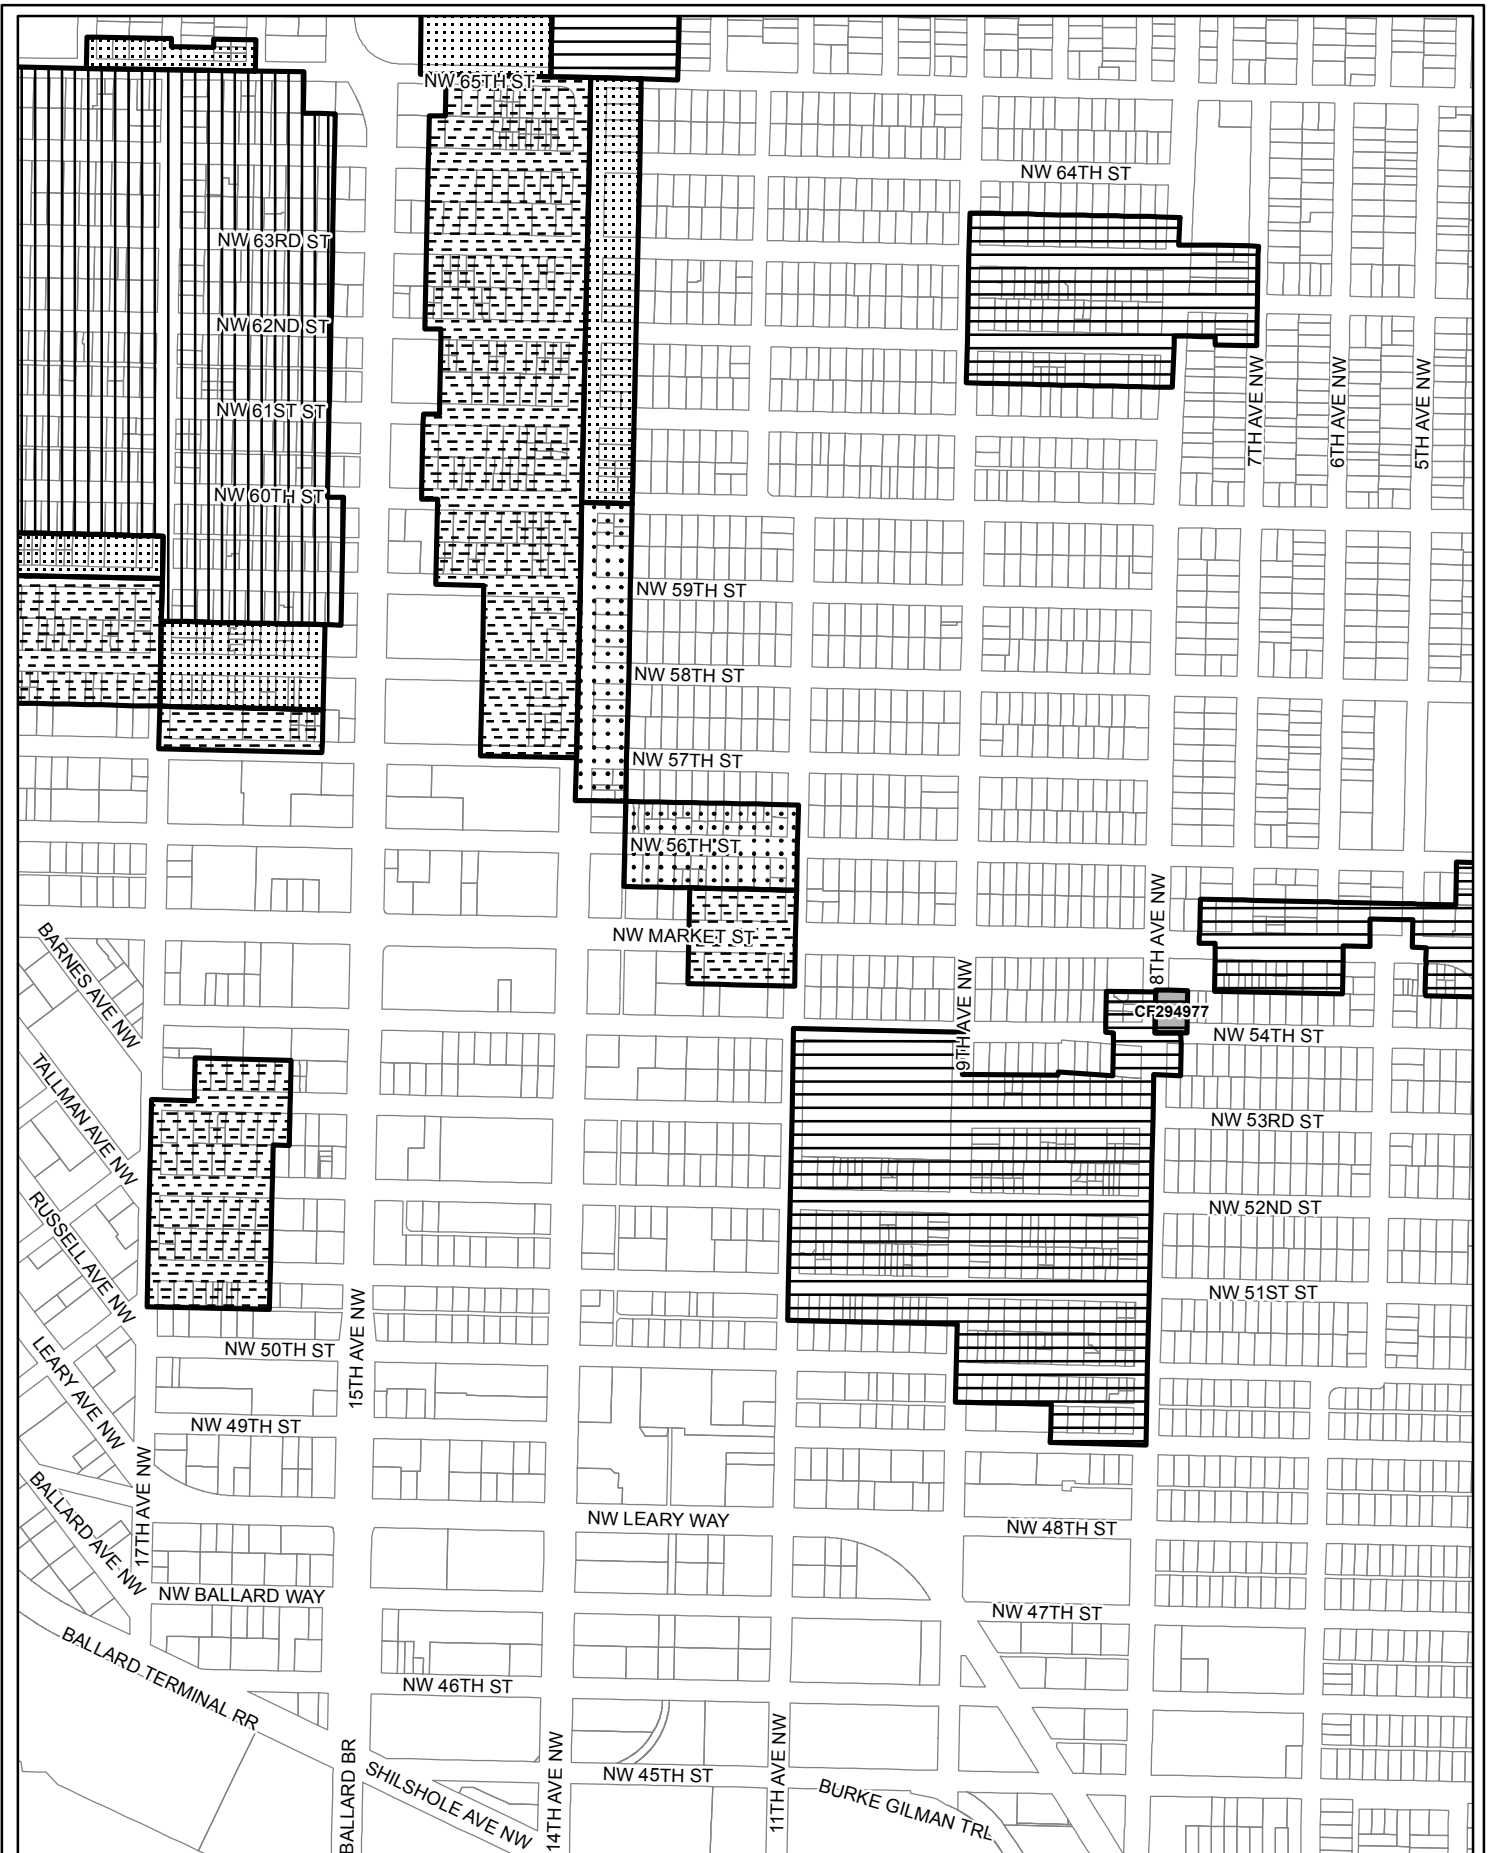 NW 65TH ST
NW 64TH ST
NW 63RD ST
NW 62ND ST
NW 61ST ST
7TH AVE NW
6TH AVE NW
5TH AVE NW
NW 60TH ST
NW 59TH ST
NW 58TH ST
NW 57TH ST
NW 56TH ST
NW MARKET ST
8TH AVE NW
BARNES AVE NW
9TH AVE NW
CF294977
NW 54TH ST
TALLMAN AVE NW
NW 53RD ST
RUSSELL AVE NW
NW 52ND ST
NW 51ST ST
15TH AVE NW
NW 50TH ST
LEARY AVE NW
NW 49TH ST
17TH AVE NW
BALLARD AVE NW
NW LEARY WAY
NW 48TH ST
NW BALLARD WAY
NW 47TH ST
BALLARD TERMINAL RR
NW 46TH ST
BALLARD BR
SHILSHOLE AVE NW
14TH AVE NW
NW 45TH ST
11TH AVE NW
BURKE GILMAN TRL